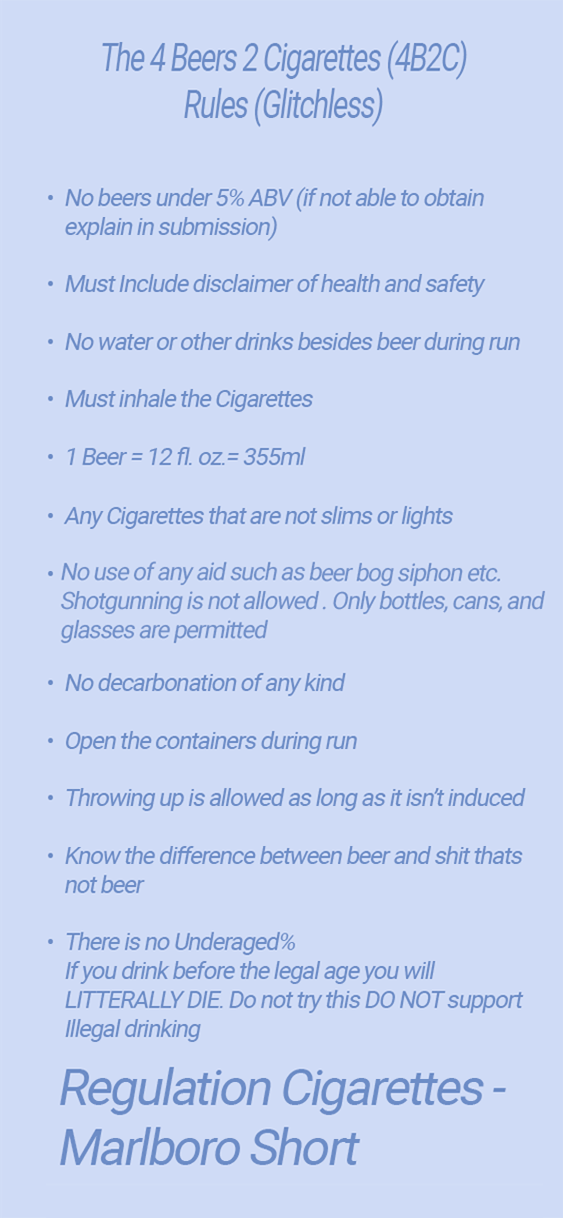 The 4 Beers 2 Cigarettes (4B2C)
Rules (Glitchless)
• No beers under 5% ABV (if not able to obtain
explain in submission)
• Must Include disclaimer of health and safety
• No water or other drinks besides beer during run
• Must inhale the Cigarettes
• 1 Beer = 12 fl. oz.= 355ml
• Any Cigarettes that are not slims or lights
• No use of any aid such as beer bog siphon etc.
Shotgunning is not allowed . Only bottles, cans, and
glasses are permitted
• No decarbonation of any kind
• Open the containers during run
• Throwing up is allowed as long as it isn't induced
• Know the difference between beer and shit thats
not beer
• There is no Underaged%
If you drink before the legal age you will
LITTERALLY DIE. Do not try this DO NOT support
Illegal drinking
Regulation Cigarettes -
Marlboro Short